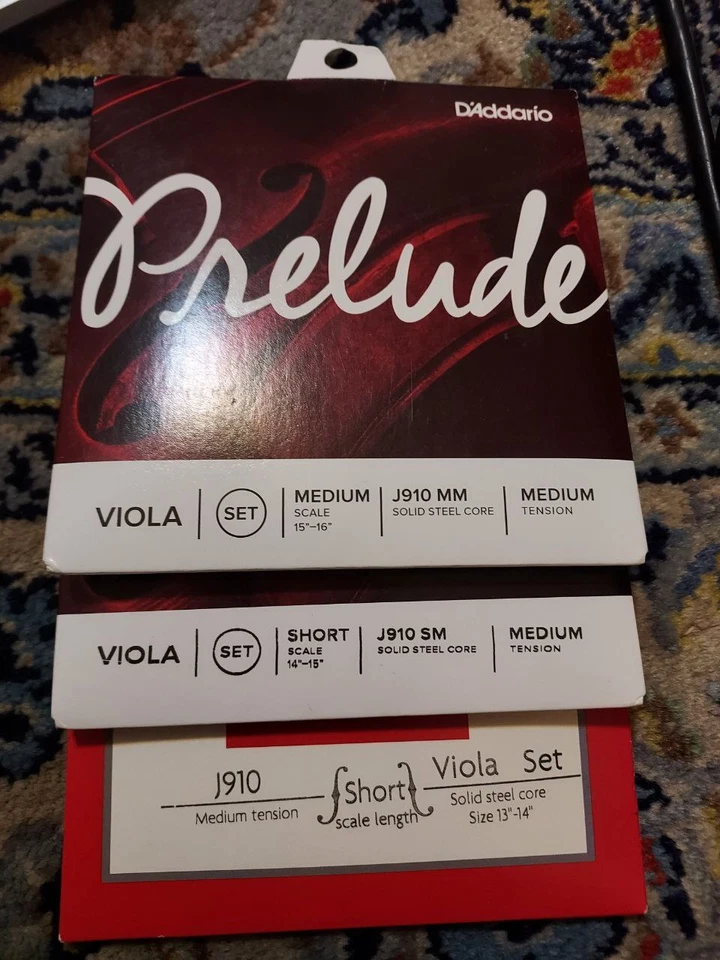 D'Addario
Prelude
VIOLA SET MEDIUM SCALE 15"–16" J910 MM SOLID STEEL CORE MEDIUM TENSION
VIOLA SET SHORT SCALE 14"–15" J910 SM SOLID STEEL CORE MEDIUM TENSION
J910
Medium tension
Short
scale length
Viola Set
Solid steel core
Size 13"-14"